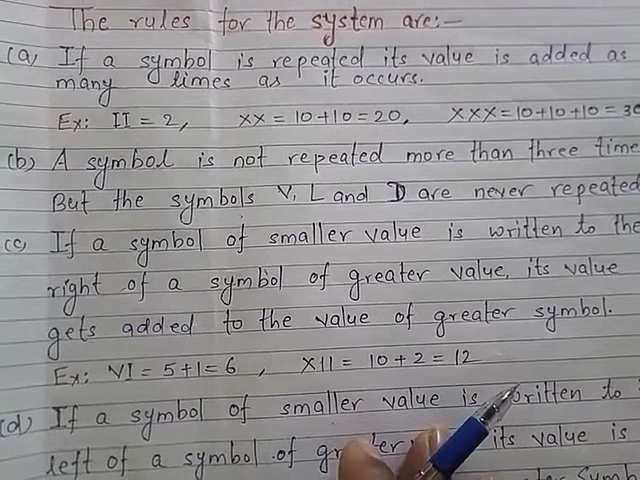 The rules for the system are:-
(a) If a symbol is repeated its value is added as
many times as it occurs.
Ex: II = 2, XX = 10+10 = 20, XXX = 10+10+10 = 30
(b) A symbol is not repeated more than three time
But the symbols V, L and D are never repeated
(c) If a symbol of smaller value is written to the
right of a symbol of greater value, its value
gets added to the value of greater symbol.
Ex: VI = 5+1 = 6, XII = 10 + 2 = 12
(d) If a symbol of smaller value is written to
left of a symbol of its value is
Symb